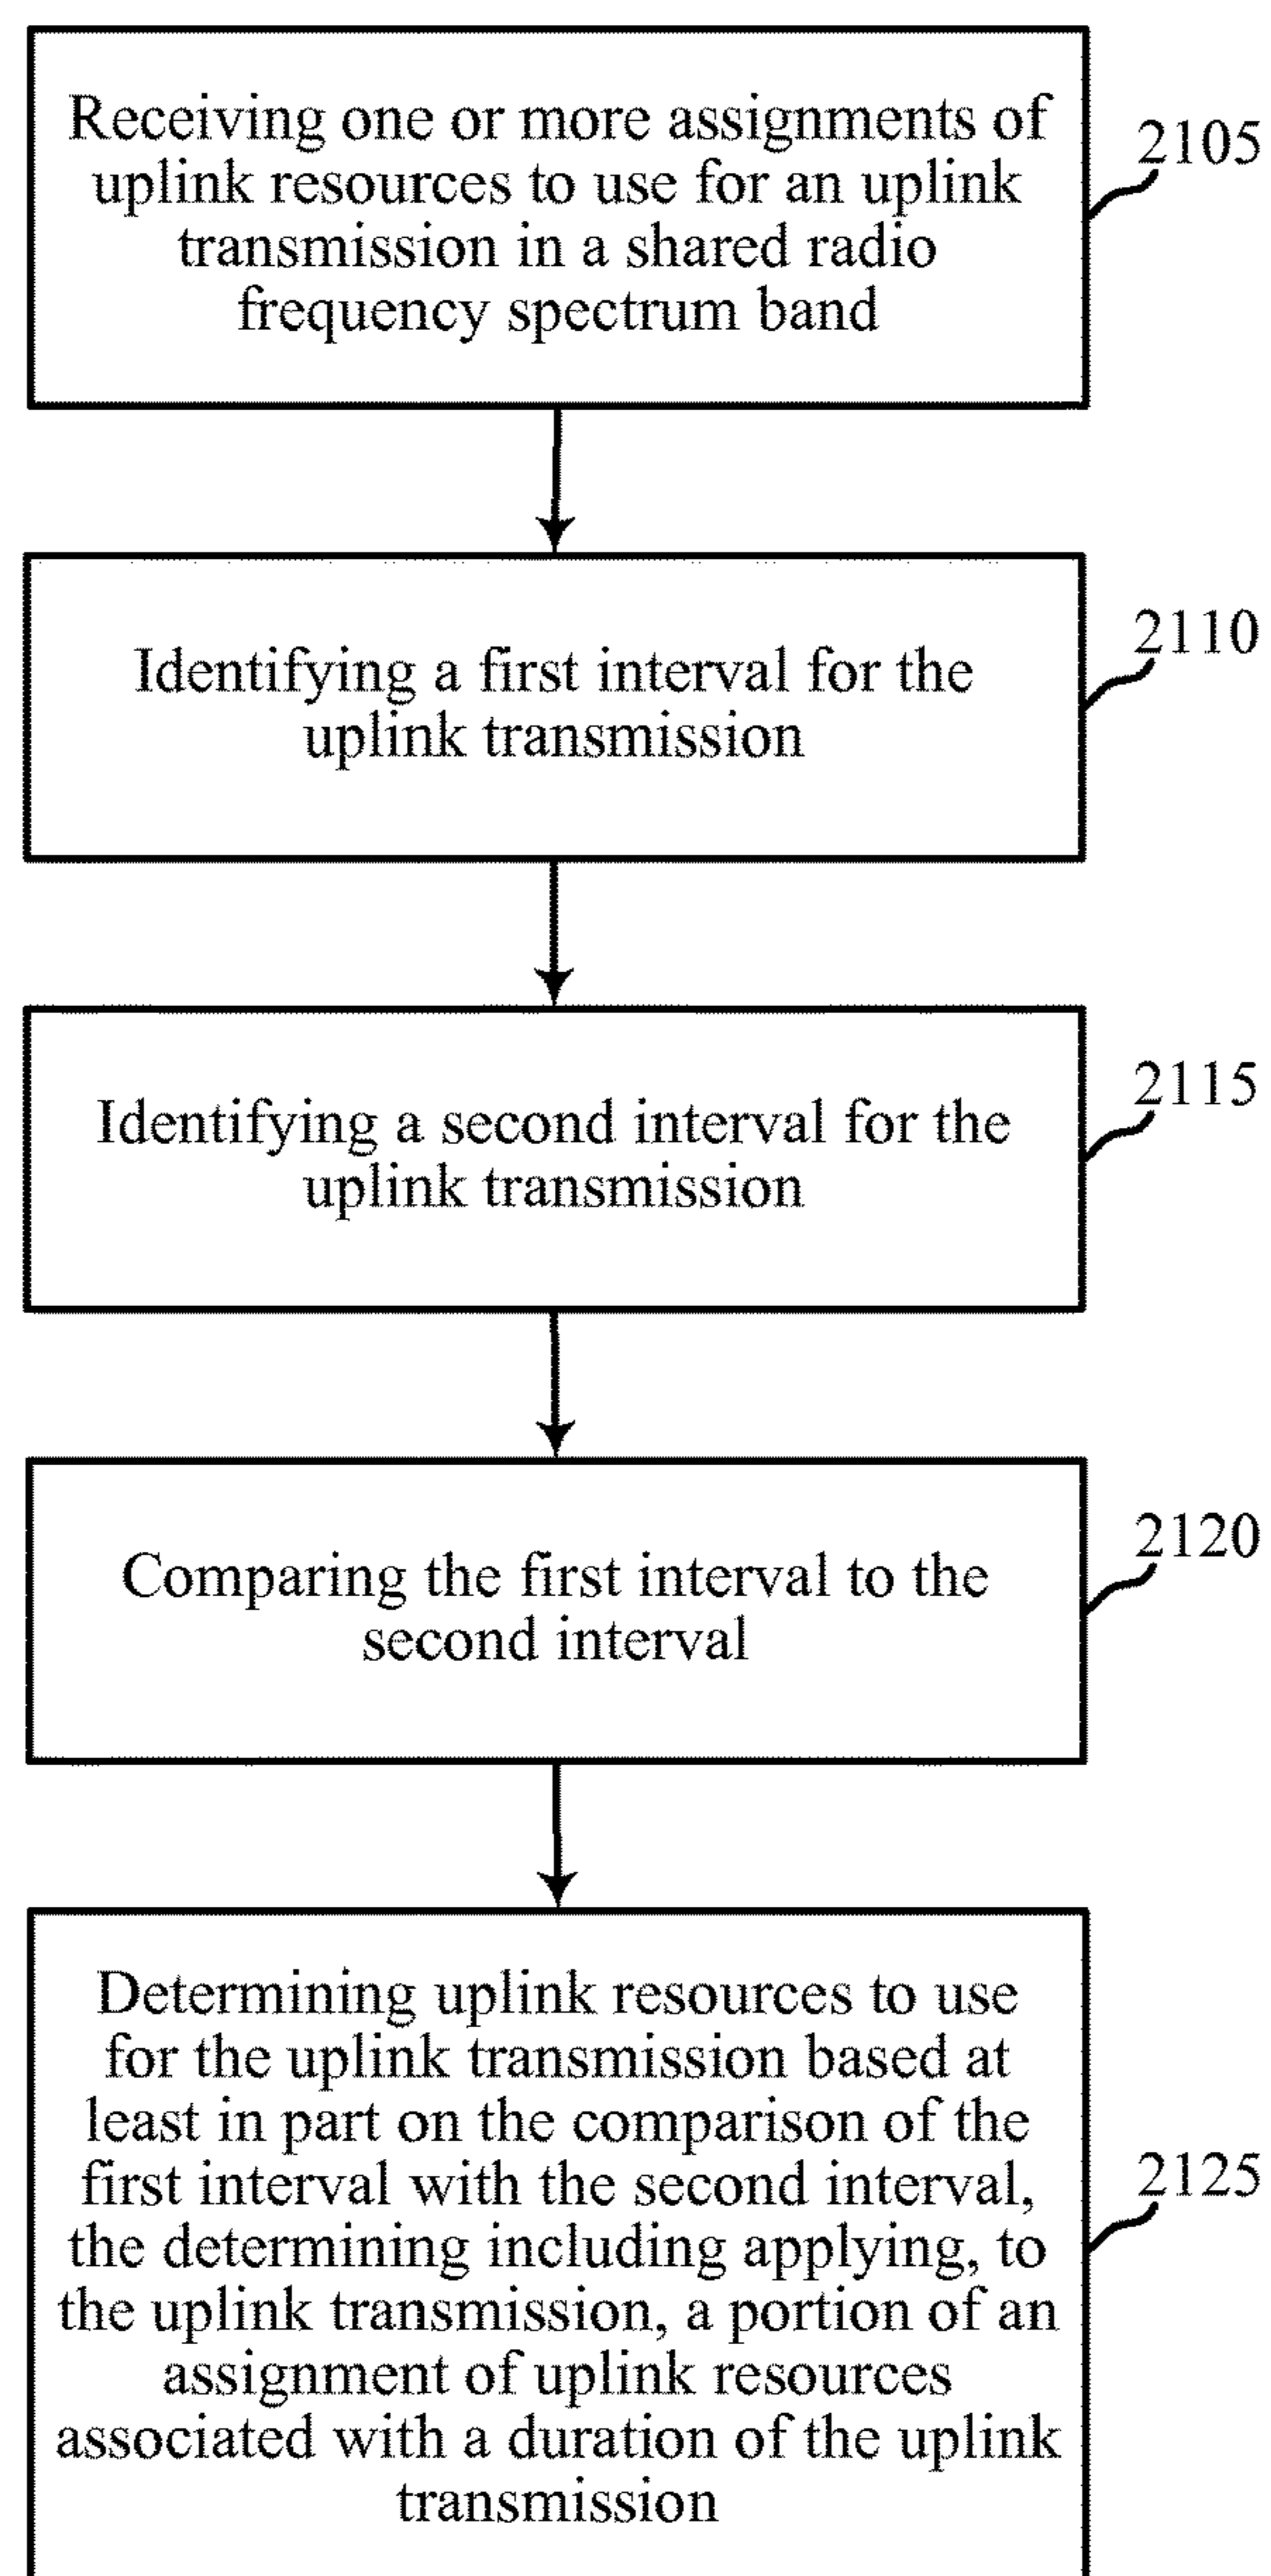 Receiving one or more assignments of
uplink resources to use for an uplink
transmission in a shared radio
frequency spectrum band
2105
Identifying a first interval for the
uplink transmission
2110
Identifying a second interval for the
uplink transmission
2115
Comparing the first interval to the
second interval
2120
Determining uplink resources to use
for the uplink transmission based at
least in part on the comparison of the
first interval with the second interval,
the determining including applying, to
the uplink transmission, a portion of an
assignment of uplink resources
associated with a duration of the uplink
transmission
2125